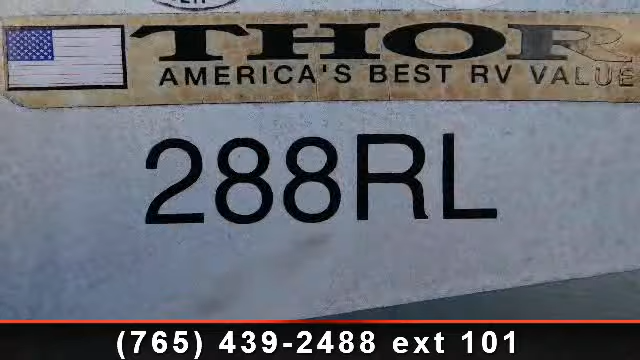 THOR
AMERICA'S BEST RV VALUE
288RL
(765) 439-2488 ext 101